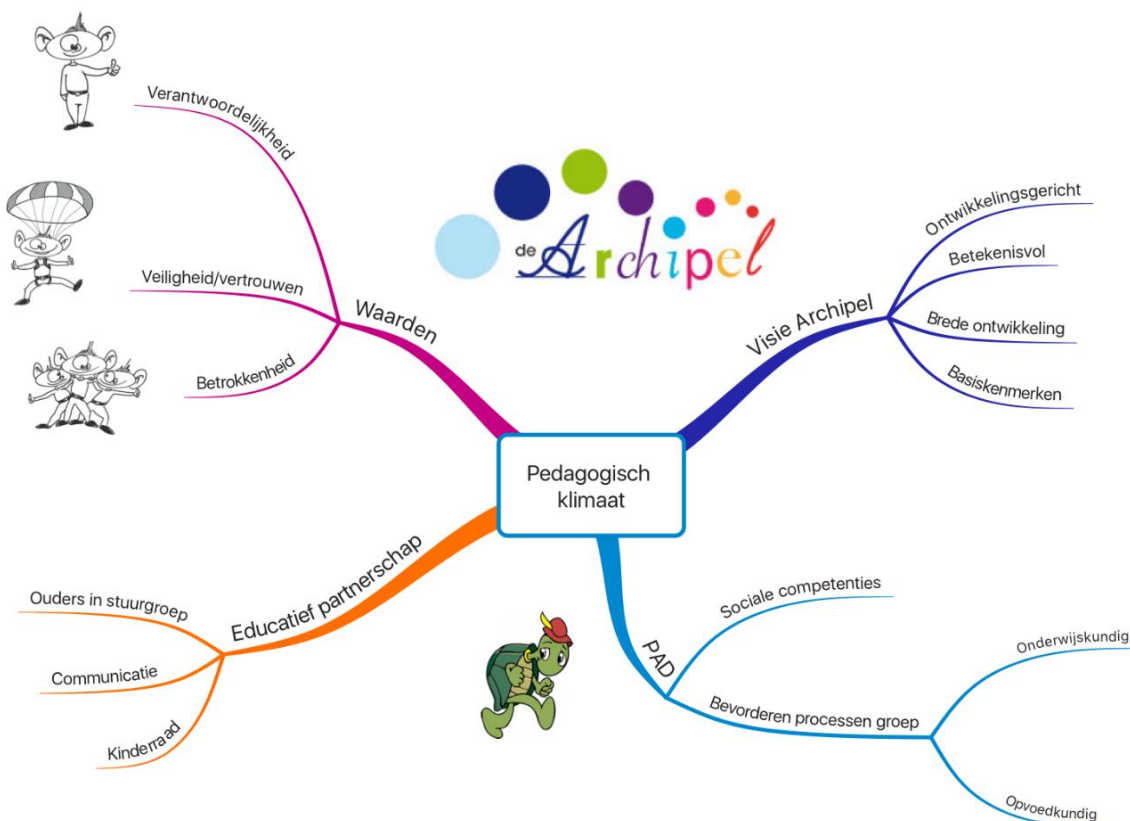 Verantwoordelijkheid
Veiligheid/vertrouwen
Betrokkenheid
Waarden
de Archipel
Visie Archipel
Ontwikkelingsgericht
Betekenisvol
Brede ontwikkeling
Basiskenmerken
Pedagogisch
klimaat
Educatief partnerschap
Ouders in stuurgroep
Communicatie
Kinderraad
PAD
Sociale competenties
Bevorderen processen groep
Onderwijskundig
Opvoedkundig